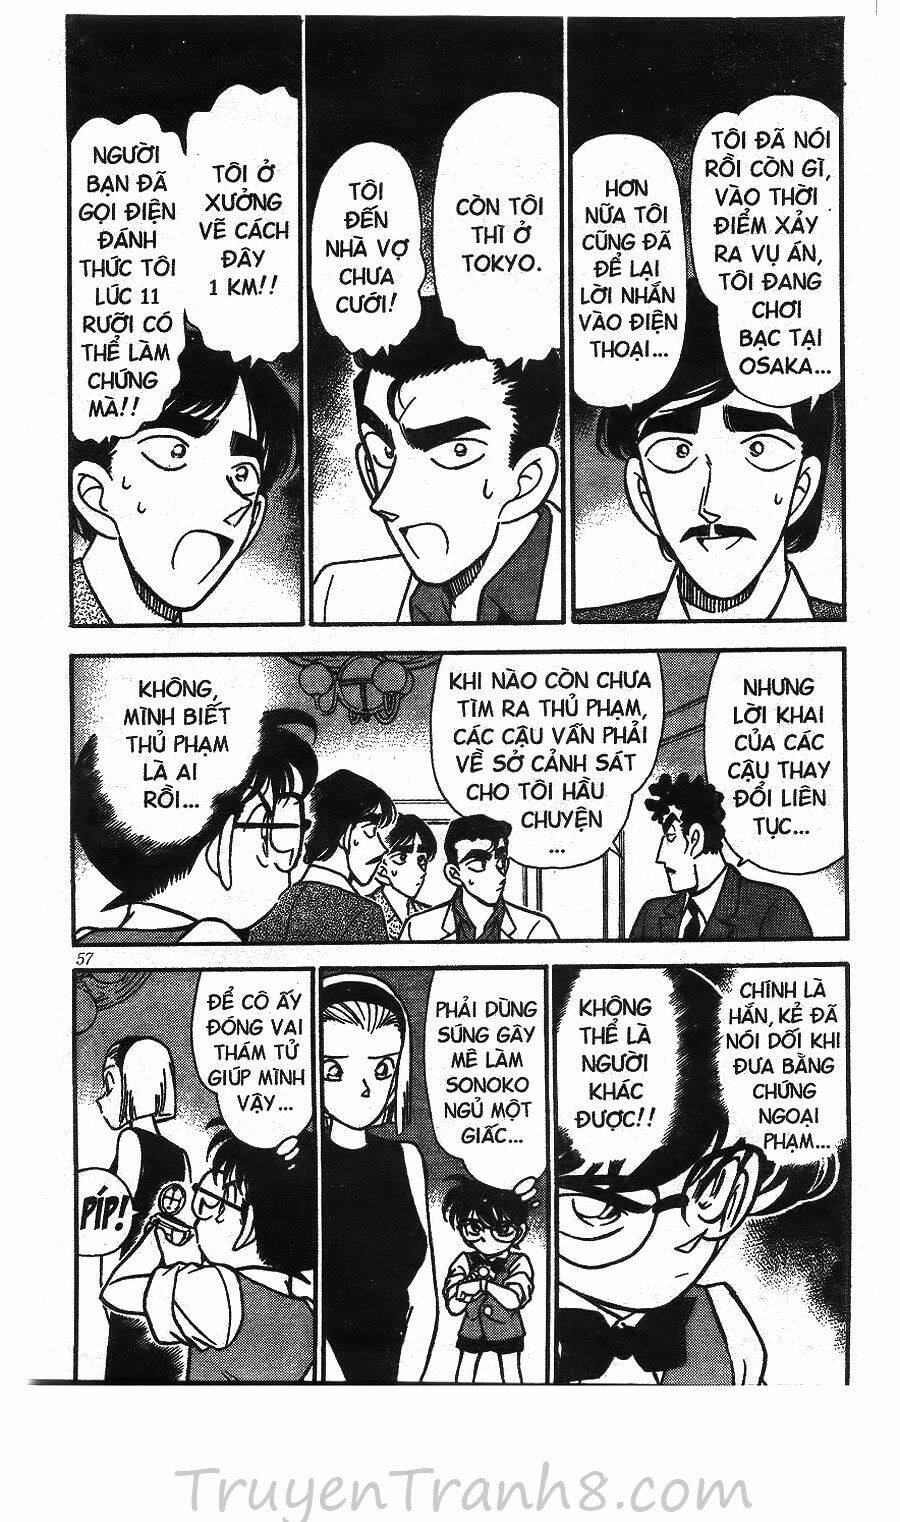 TÔI ĐÃ NÓI
RỒI CÒN GÌ,
VÀO THỜI
ĐIỂM XẢY
RA VỤ ÁN,
TÔI ĐANG
CHƠI
BẠC TẠI
OSAKA...
HƠN
NỮA TÔI
CŨNG ĐÃ
ĐỂ LẠI
LỜI NHẮN
VÀO ĐIỆN
THOẠI...
CÒN TÔI
THÌ Ở
TOKYO.
TÔI
ĐẾN
NHÀ VỢ
CHƯA
CƯỚI!
TÔI Ở
XƯỞNG
VẼ CÁCH
ĐÂY
1 KM!!
NGƯỜI
BẠN ĐÃ
GỌI ĐIỆN
ĐÁNH
THỨC TÔI
LÚC 11
RƯỠI CÓ
THỂ LÀM
CHỨNG
MÀ!!
NHƯNG
LỜI KHAI
CỦA CÁC
CẬU THAY
ĐỔI LIÊN
TỤC...
KHI NÀO CÒN CHƯA
TÌM RA THỦ PHẠM,
CÁC CẬU VẪN PHẢI
VỀ SỞ CẢNH SÁT
CHO TÔI HẦU
CHUYỆN
...
KHÔNG,
MÌNH BIẾT
THỦ PHẠM
LÀ AI
RỒI...
57
CHÍNH LÀ
HẮN, KẺ ĐÃ
NÓI DỐI KHI
ĐƯA BẰNG
CHỨNG
NGOẠI
PHẠM...
KHÔNG
THỂ LÀ
NGƯỜI
KHÁC
ĐƯỢC!!
PHẢI DÙNG
SÚNG GÂY
MÊ LÀM
SONOKO
NGỦ MỘT
GIẤC...
ĐỂ CÔ ẤY
ĐÓNG VAI
THÁM TỬ
GIÚP MÌNH
VẬY...
PÍP!
TruyenTranh8.com